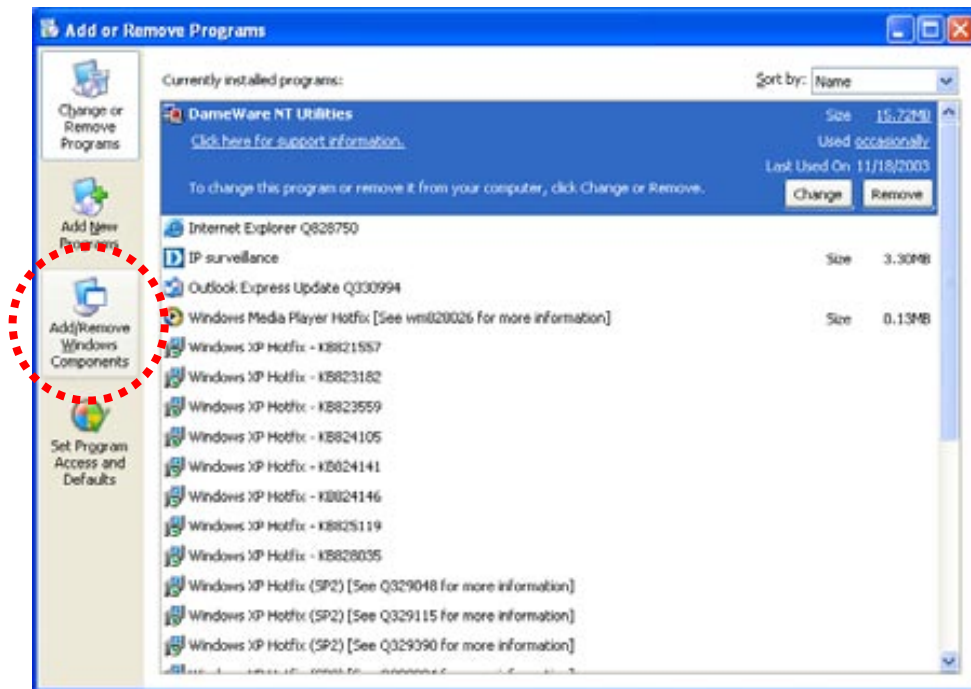 Add or Remove Programs
Change or
Remove
Programs
Add New
Programs
Add/Remove
Windows
Components
Set Program
Access and
Defaults
Currently installed programs:
Sort by: Name
DameWare NT Utilities
Size 15.72MB
Click here for support information.
Used occasionally
Last Used On 11/18/2003
To change this program or remove it from your computer, click Change or Remove.
Change Remove
Internet Explorer Q828750
IP surveillance Size 3.30MB
Outlook Express Update Q330994
Windows Media Player Hotfix [See wm828026 for more information] Size 0.13MB
Windows XP Hotfix - KB821557
Windows XP Hotfix - KB823182
Windows XP Hotfix - KB823559
Windows XP Hotfix - KB824105
Windows XP Hotfix - KB824141
Windows XP Hotfix - KB824146
Windows XP Hotfix - KB825119
Windows XP Hotfix - KB828035
Windows XP Hotfix (SP2) [See Q329048 for more information]
Windows XP Hotfix (SP2) [See Q329115 for more information]
Windows XP Hotfix (SP2) [See Q329390 for more information]